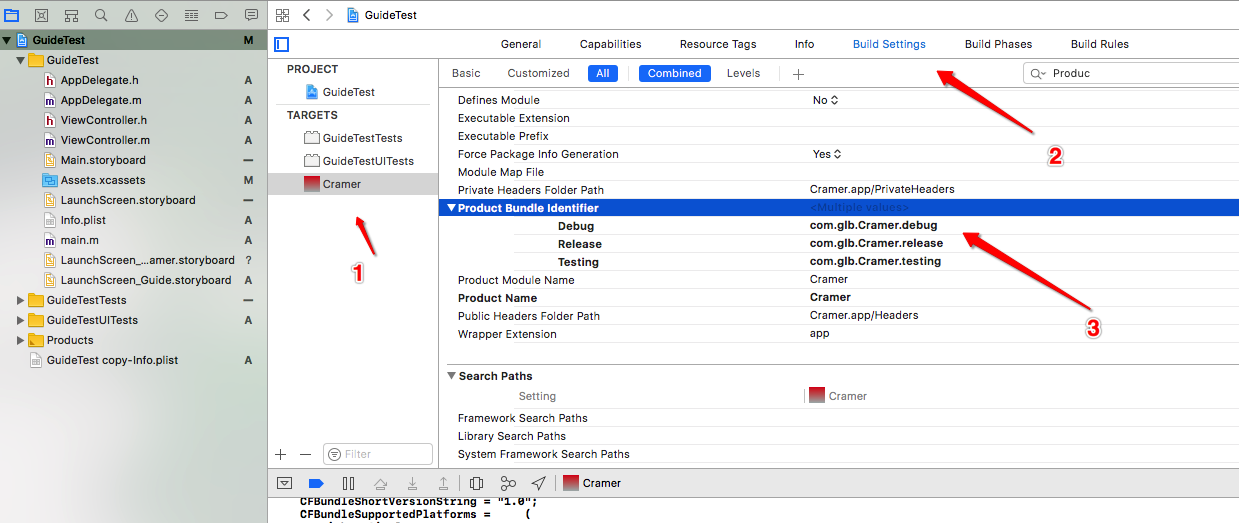 GuideTest M
GuideTest
AppDelegate.h A
AppDelegate.m A
ViewController.h A
ViewController.m A
Main.storyboard —
Assets.xcassets M
LaunchScreen.storyboard —
Info.plist A
main.m A
LaunchScreen_...amer.storyboard ?
LaunchScreen_Guide.storyboard A
GuideTestTests —
GuideTestUITests A
Products
GuideTest copy-Info.plist A
GuideTest
General Capabilities Resource Tags Info Build Settings Build Phases Build Rules
PROJECT
GuideTest
TARGETS
GuideTestTests
GuideTestUITests
Cramer
1
Filter
Basic Customized All Combined Levels + Produc
Defines Module No
Executable Extension
Executable Prefix
2
Force Package Info Generation Yes
Module Map File
Private Headers Folder Path Cramer.app/PrivateHeaders
Product Bundle Identifier <Multiple values>
Debug com.glb.Cramer.debug
Release com.glb.Cramer.release
Testing com.glb.Cramer.testing
Product Module Name Cramer
Product Name Cramer
Public Headers Folder Path Cramer.app/Headers
3
Wrapper Extension app
Search Paths
Setting Cramer
Framework Search Paths
Library Search Paths
System Framework Search Paths
Cramer
CFBundleShortVersionString = "1.0";
CFBundleSupportedPlatforms = (